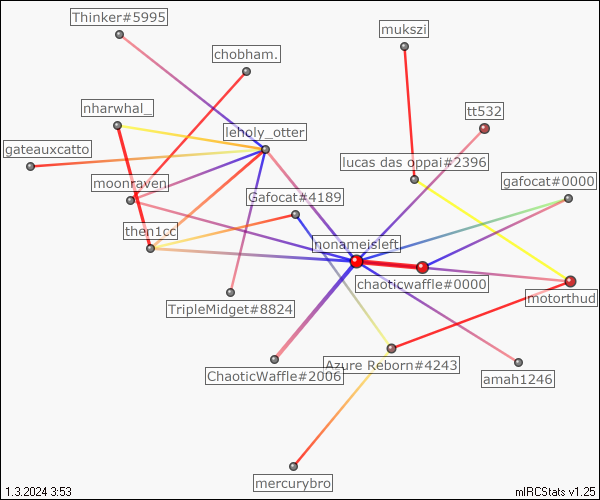 Thinker#5995
mukszi
chobham.
nharwhal_
tt532
leholy_otter
gateauxcatto
lucas das oppai#2396
moonraven
gafocat#0000
Gafocat#4189
then1cc
nonameisleft
chaoticwaffle#0000
motorthud
TripleMidget#8824
Azure Reborn#4243
ChaoticWaffle#2006
amah1246
mercurybro
1.3.2024 3:53
mIRCStats v1.25